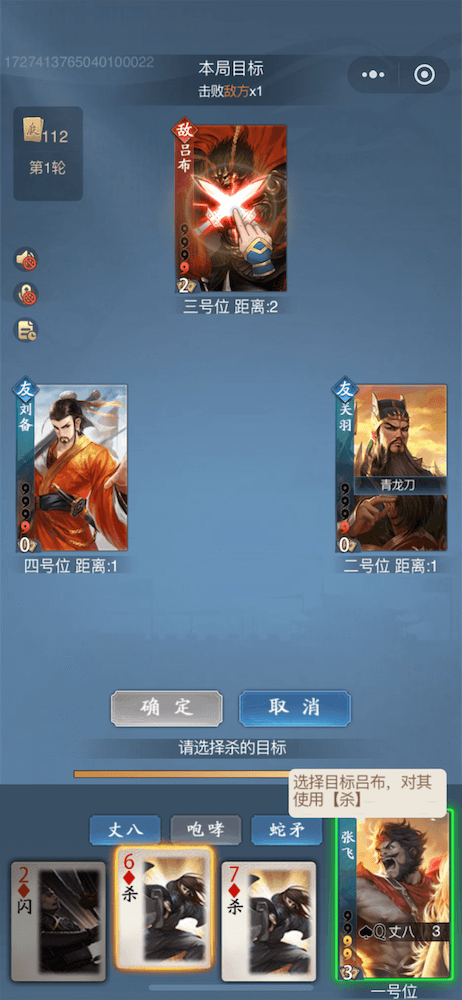 1727413765040100022
本局目标
击败敌方x1
112
第1轮
敌
吕布
2
三号位 距离:2
友
刘备
0
四号位 距离:1
友
关羽
青龙刀
0
二号位 距离:1
确定
取消
请选择杀的目标
选择目标吕布，对其
使用【杀】
丈八
咆哮
蛇矛
2
闪
6
杀
7
杀
张飞
♠Q丈八 3
3
一号位